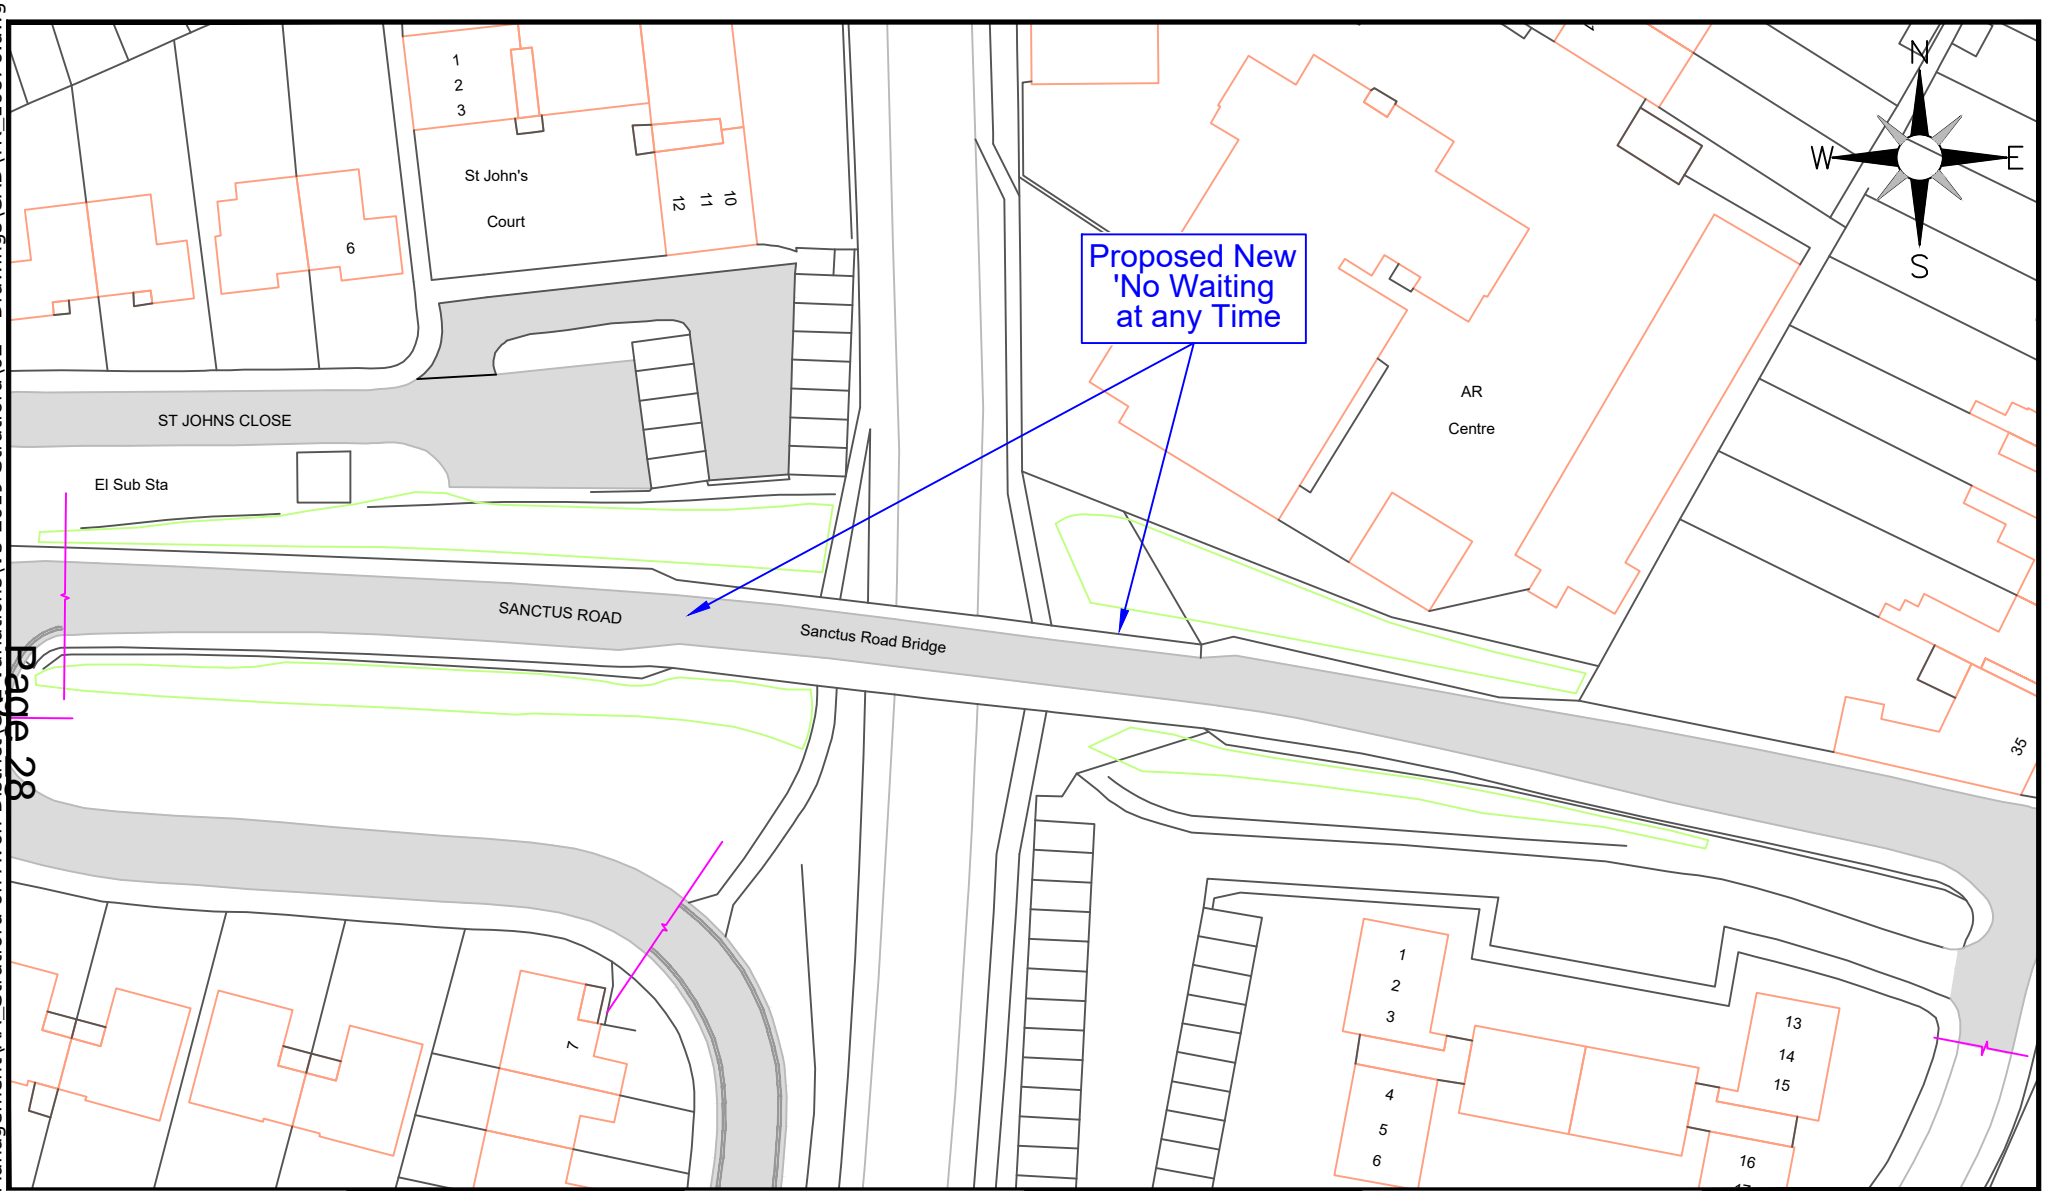 1
2
3
St John's
Court
12
11
10
6
N
W
E
S
Proposed New
'No Waiting
at any Time
AR
Centre
ST JOHNS CLOSE
El Sub Sta
SANCTUS ROAD
Sanctus Road Bridge
Page 28
35
7
1
2
3
4
5
6
13
14
15
16